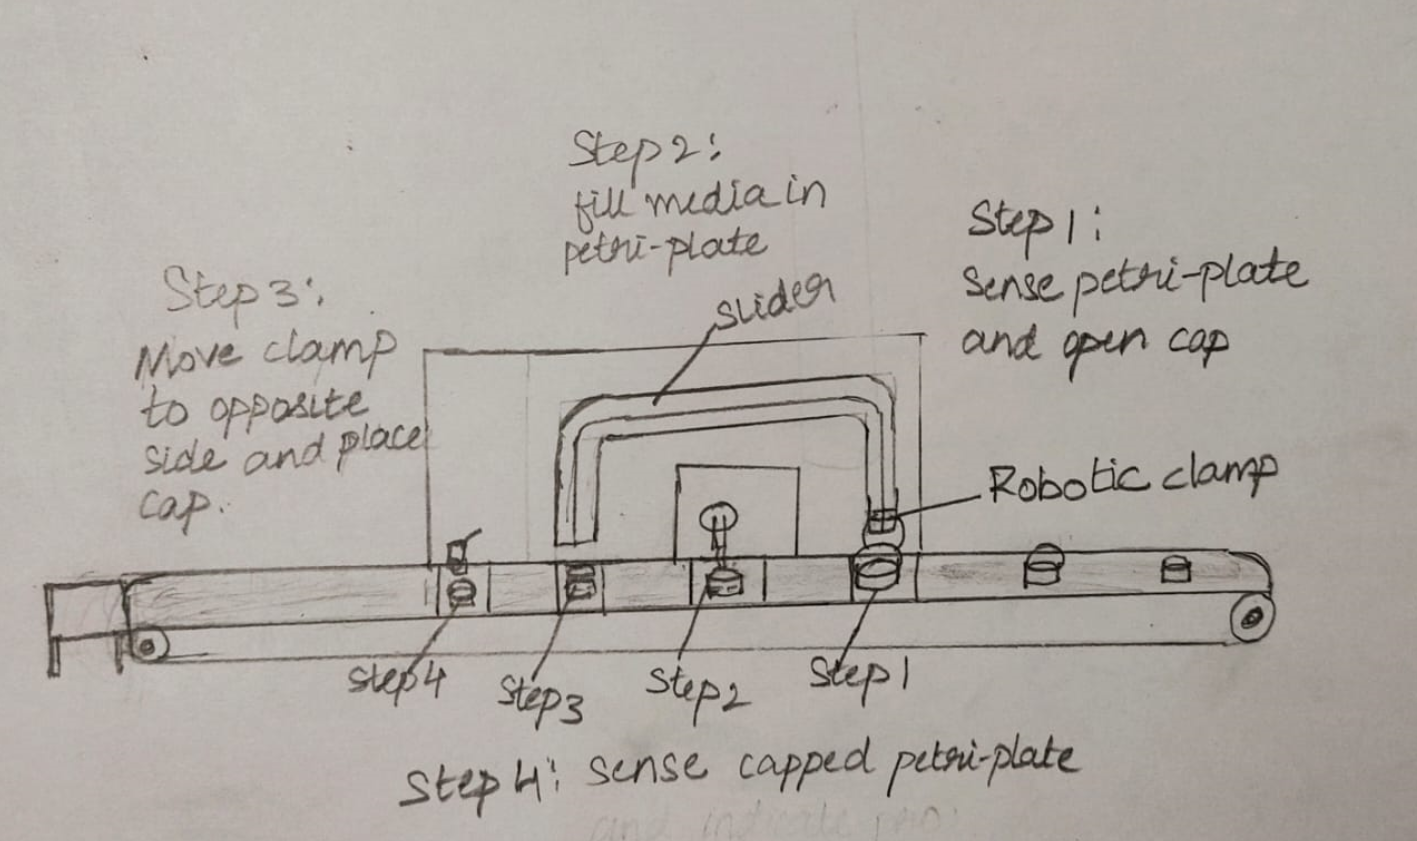 Step 2:
fill media in
petri-plate
Step 1:
Sense petri-plate
and open cap
Step 3:
Move clamp
to opposite
side and place
cap.
slider
Robotic clamp
Step 4
Step 3
Step 2
Step 1
Step 4: sense capped petri-plate
and indicate